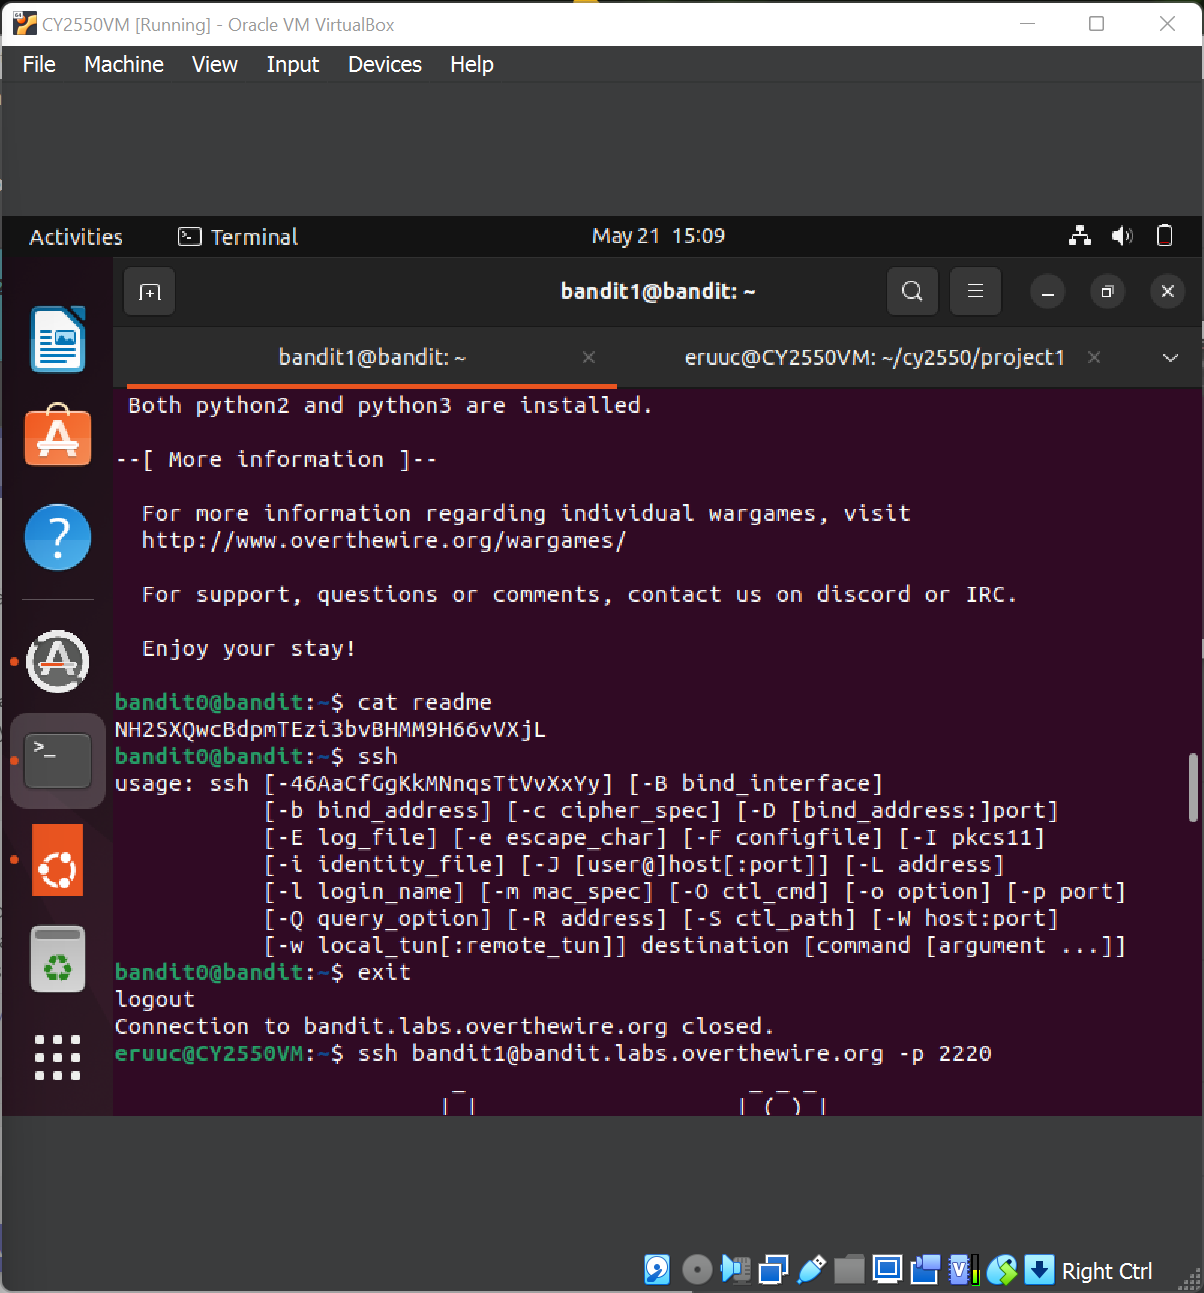 CY2550VM [Running] - Oracle VM VirtualBox
File Machine View Input Devices Help
Activities Terminal May 21 15:09
bandit1@bandit: ~
bandit1@bandit: ~ eruuc@CY2550VM: ~/cy2550/project1
Both python2 and python3 are installed.
--[ More information ]--
For more information regarding individual wargames, visit
http://www.overthewire.org/wargames/
For support, questions or comments, contact us on discord or IRC.
Enjoy your stay!
bandit0@bandit:~$ cat readme
NH2SXQwcBdpmTEzi3bvBHMM9H66vVXjL
bandit0@bandit:~$ ssh
usage: ssh [-46AaCfGgKkMNnqsTtVvXxYy] [-B bind_interface]
[-b bind_address] [-c cipher_spec] [-D [bind_address:]port]
[-E log_file] [-e escape_char] [-F configfile] [-I pkcs11]
[-i identity_file] [-J [user@]host[:port]] [-L address]
[-l login_name] [-m mac_spec] [-O ctl_cmd] [-o option] [-p port]
[-Q query_option] [-R address] [-S ctl_path] [-W host:port]
[-w local_tun[:remote_tun]] destination [command [argument ...]]
bandit0@bandit:~$ exit
logout
Connection to bandit.labs.overthewire.org closed.
eruuc@CY2550VM:~$ ssh bandit1@bandit.labs.overthewire.org -p 2220
Right Ctrl